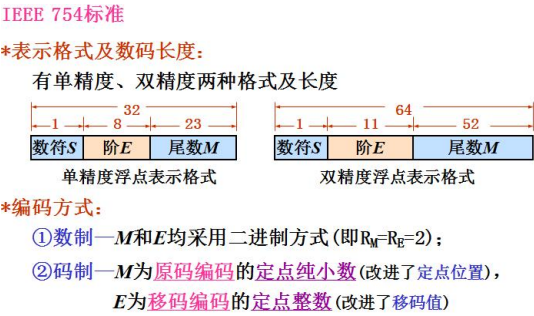 IEEE 754标准
*表示格式及数码长度：
有单精度、双精度两种格式及长度
32 64
1 8 23 1 11 52
数符S 阶E 尾数M 数符S 阶E 尾数M
单精度浮点表示格式 双精度浮点表示格式
*编码方式：
①数制—M和E均采用二进制方式(即RM=RE=2)；
②码制—M为原码编码的定点纯小数(改进了定点位置)，
E为移码编码的定点整数(改进了移码值)